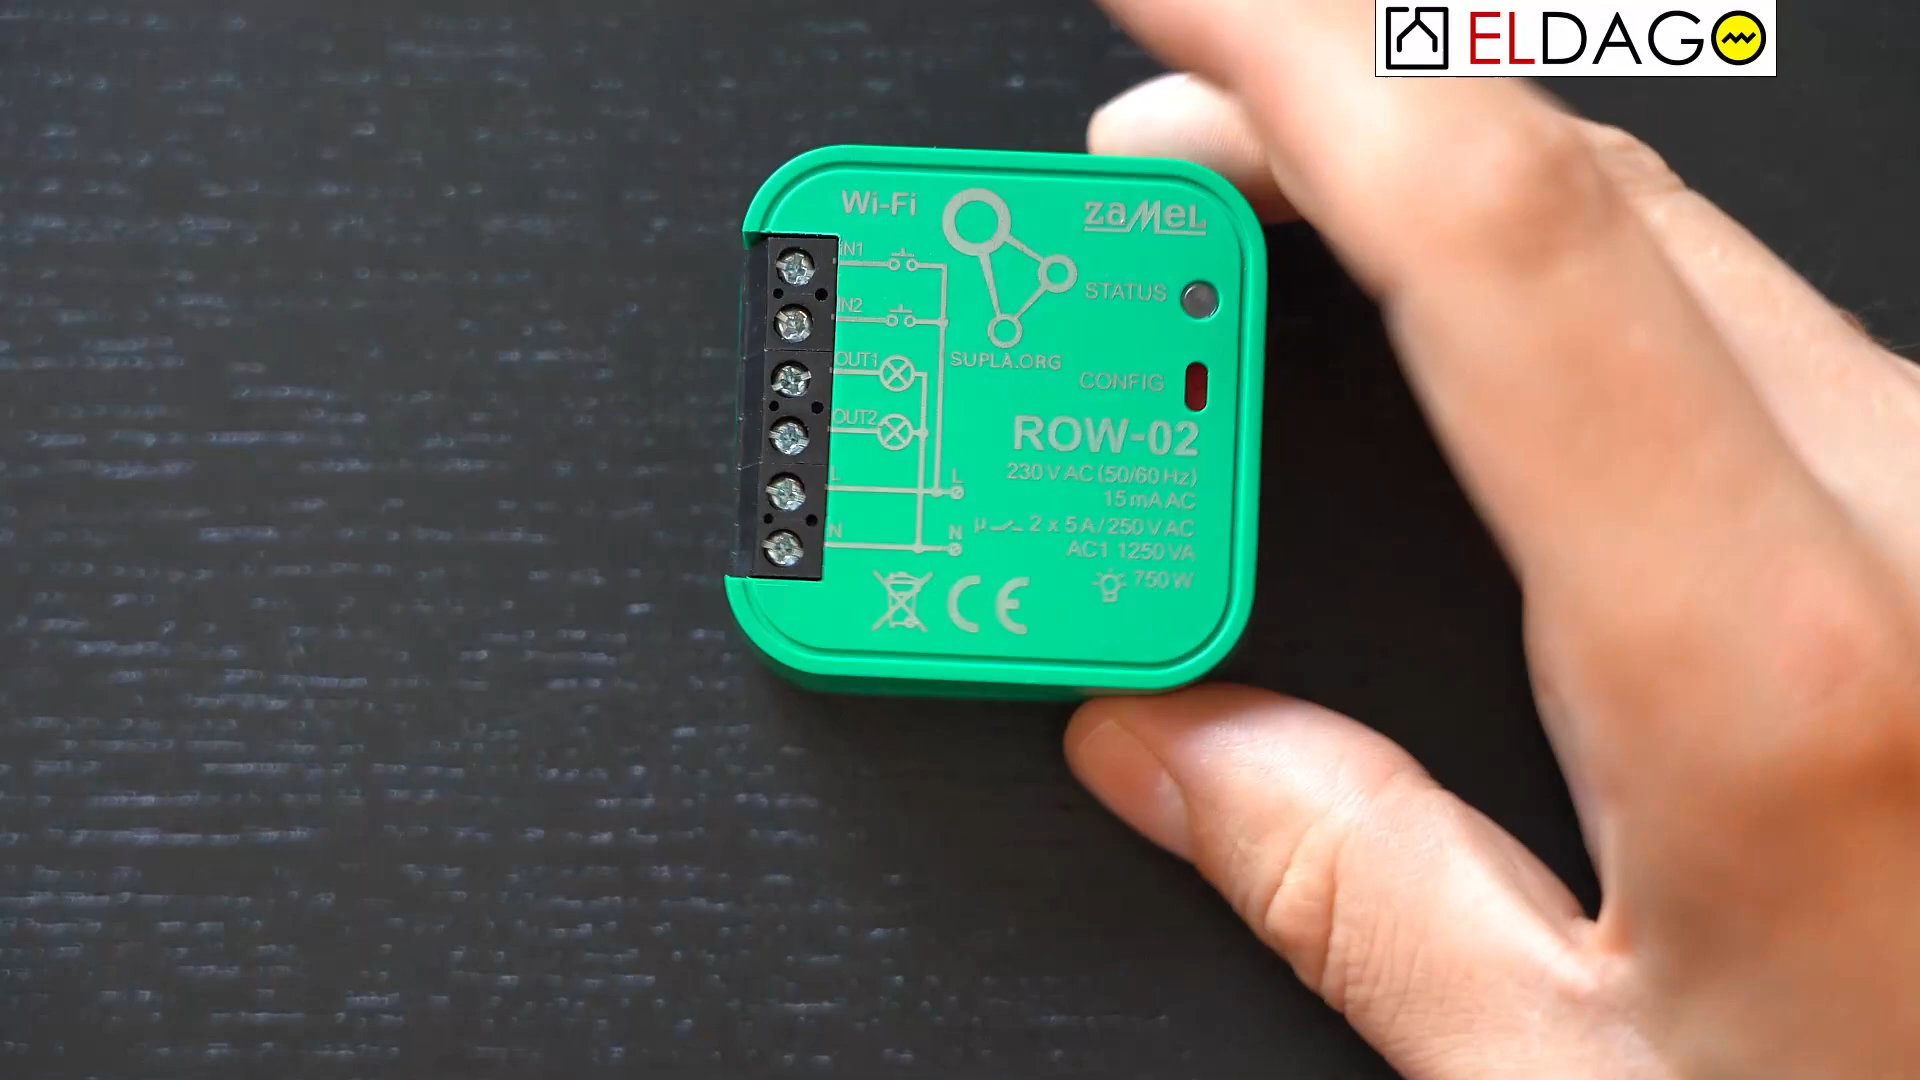 ELDAGO
Wi-Fi
zaMeL
IN1
IN2
STATUS
OUT1
SUPLA.ORG
CONFIG
OUT2
ROW-02
230 V AC (50/60 Hz)
15 mA AC
L
L
µ 2 x 5 A / 250 V AC
AC1 1250 VA
N
N
750 W
CE